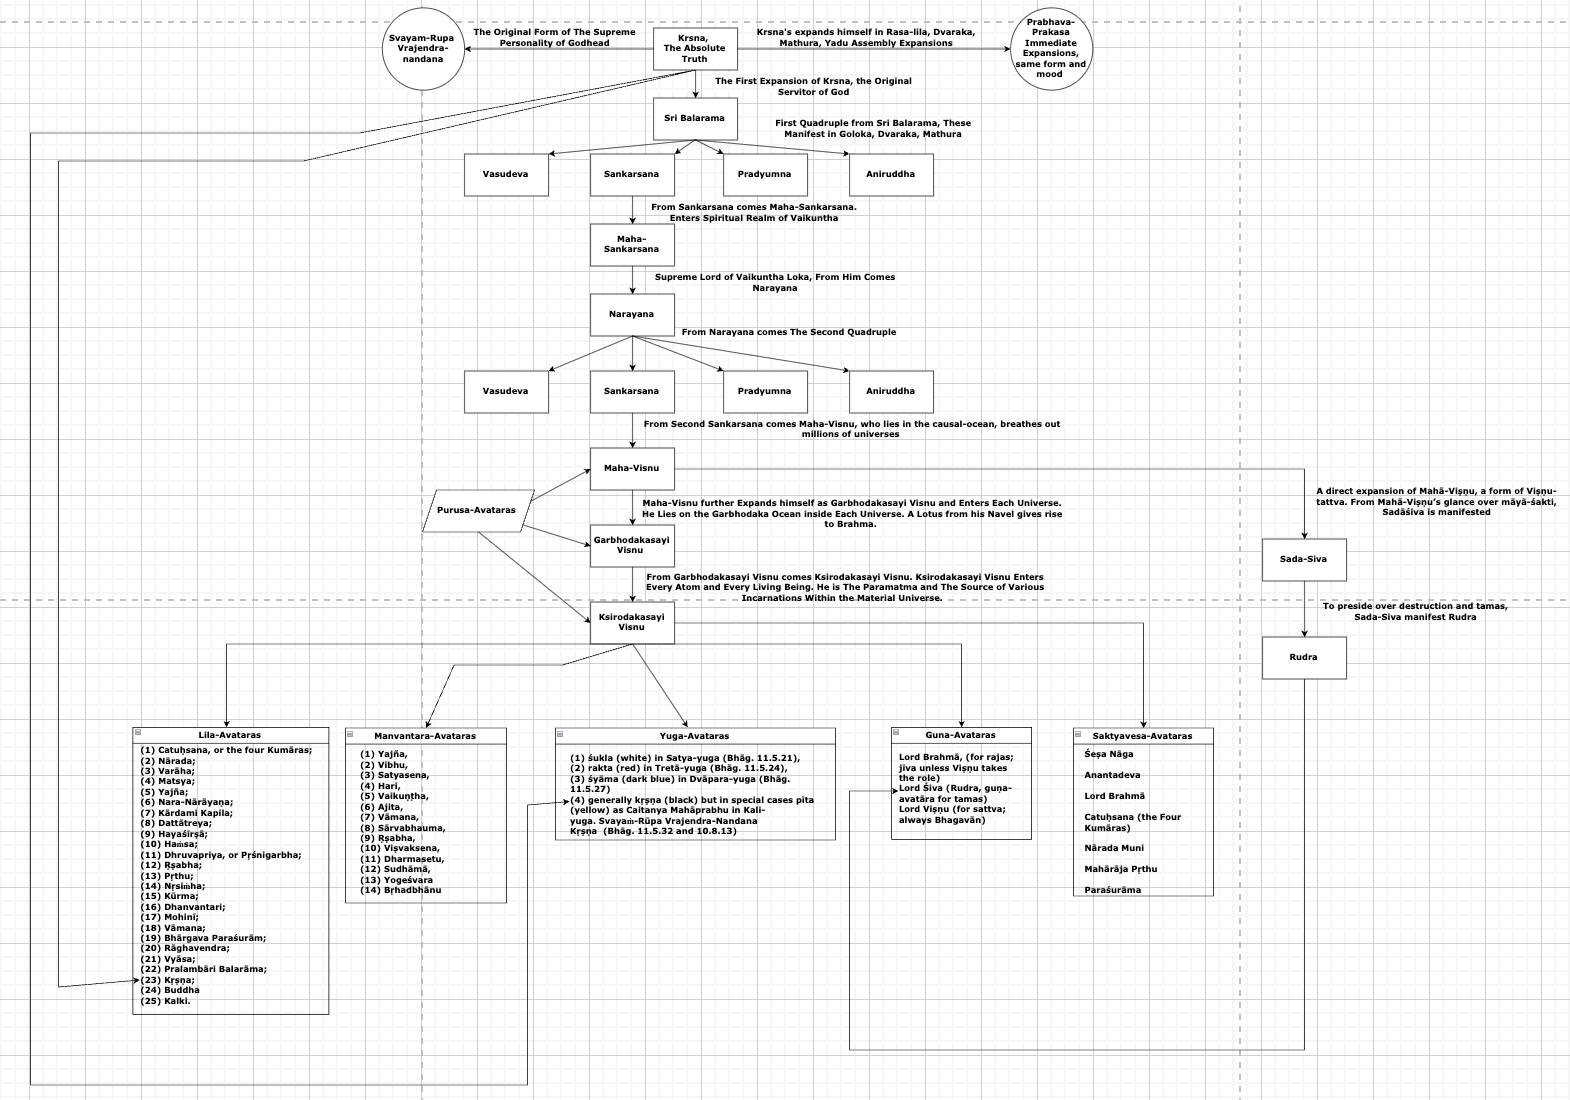 Svayam-Rupa
Vrajendra-
nandana
The Original Form of The Supreme
Personality of Godhead
Krsna,
The Absolute
Truth
Krsna's expands himself in Rasa-lila, Dvaraka,
Mathura, Yadu Assembly Expansions
Prabhava-
Prakasa
Immediate
Expansions,
same form and
mood
The First Expansion of Krsna, the Original
Servitor of God
Sri Balarama
First Quadruple from Sri Balarama, These
Manifest in Goloka, Dvaraka, Mathura
Vasudeva
Sankarsana
Pradyumna
Aniruddha
From Sankarsana comes Maha-Sankarsana.
Enters Spiritual Realm of Vaikuntha
Maha-
Sankarsana
Supreme Lord of Vaikuntha Loka, From Him Comes
Narayana
Narayana
From Narayana comes The Second Quadruple
Vasudeva
Sankarsana
Pradyumna
Aniruddha
From Second Sankarsana comes Maha-Visnu, who lies in the causal-ocean, breathes out
millions of universes
Maha-Visnu
Purusa-Avataras
Maha-Visnu further Expands himself as Garbhodakasayi Visnu and Enters Each Universe.
He Lies on the Garbhodaka Ocean inside Each Universe. A Lotus from his Navel gives rise
to Brahma.
A direct expansion of Mahā-Viṣṇu, a form of Viṣṇu-
tattva. From Mahā-Viṣṇu’s glance over māyā-śakti,
Sadāśiva is manifested
Garbhodakasayi
Visnu
Sada-Siva
From Garbhodakasayi Visnu comes Ksirodakasayi Visnu. Ksirodakasayi Visnu Enters
Every Atom and Every Living Being. He is The Paramatma and The Source of Various
Incarnations Within the Material Universe.
Ksirodakasayi
Visnu
To preside over destruction and tamas,
Sada-Siva manifest Rudra
Rudra
Lila-Avataras
(1) Catuḥsana, or the four Kumāras;
(2) Nārada;
(3) Varāha;
(4) Matsya;
(5) Yajña;
(6) Nara-Nārāyaṇa;
(7) Kārdami Kapila;
(8) Dattātreya;
(9) Hayaśīrṣā;
(10) Haṁsa;
(11) Dhruvapriya, or Pṛśnigarbha;
(12) Ṛṣabha;
(13) Pṛthu;
(14) Nṛsiṁha;
(15) Kūrma;
(16) Dhanvantari;
(17) Mohinī;
(18) Vāmana;
(19) Bhārgava Paraśurām;
(20) Rāghavendra;
(21) Vyāsa;
(22) Pralambāri Balarāma;
(23) Kṛṣṇa;
(24) Buddha
(25) Kalki.
Manvantara-Avataras
(1) Yajña,
(2) Vibhu,
(3) Satyasena,
(4) Hari,
(5) Vaikuṇṭha,
(6) Ajita,
(7) Vāmana,
(8) Sārvabhauma,
(9) Ṛṣabha,
(10) Viṣvaksena,
(11) Dharmasetu,
(12) Sudhāmā,
(13) Yogeśvara
(14) Bṛhadbhānu
Yuga-Avataras
(1) śukla (white) in Satya-yuga (Bhāg. 11.5.21),
(2) rakta (red) in Tretā-yuga (Bhāg. 11.5.24),
(3) śyāma (dark blue) in Dvāpara-yuga (Bhāg.
11.5.27)
(4) generally kṛṣṇa (black) but in special cases pīta
(yellow) as Caitanya Mahāprabhu in Kali-
yuga. Svayaṁ-Rūpa Vrajendra-Nandana
Kṛṣṇa (Bhāg. 11.5.32 and 10.8.13)
Guna-Avataras
Lord Brahmā, (for rajas;
jīva unless Viṣṇu takes
the role)
Lord Śiva (Rudra, guṇa-
avatāra for tamas)
Lord Viṣṇu (for sattva;
always Bhagavān)
Saktyavesa-Avataras
Śeṣa Nāga
Anantadeva
Lord Brahmā
Catuḥsana (the Four
Kumāras)
Nārada Muni
Mahārāja Pṛthu
Paraśurāma